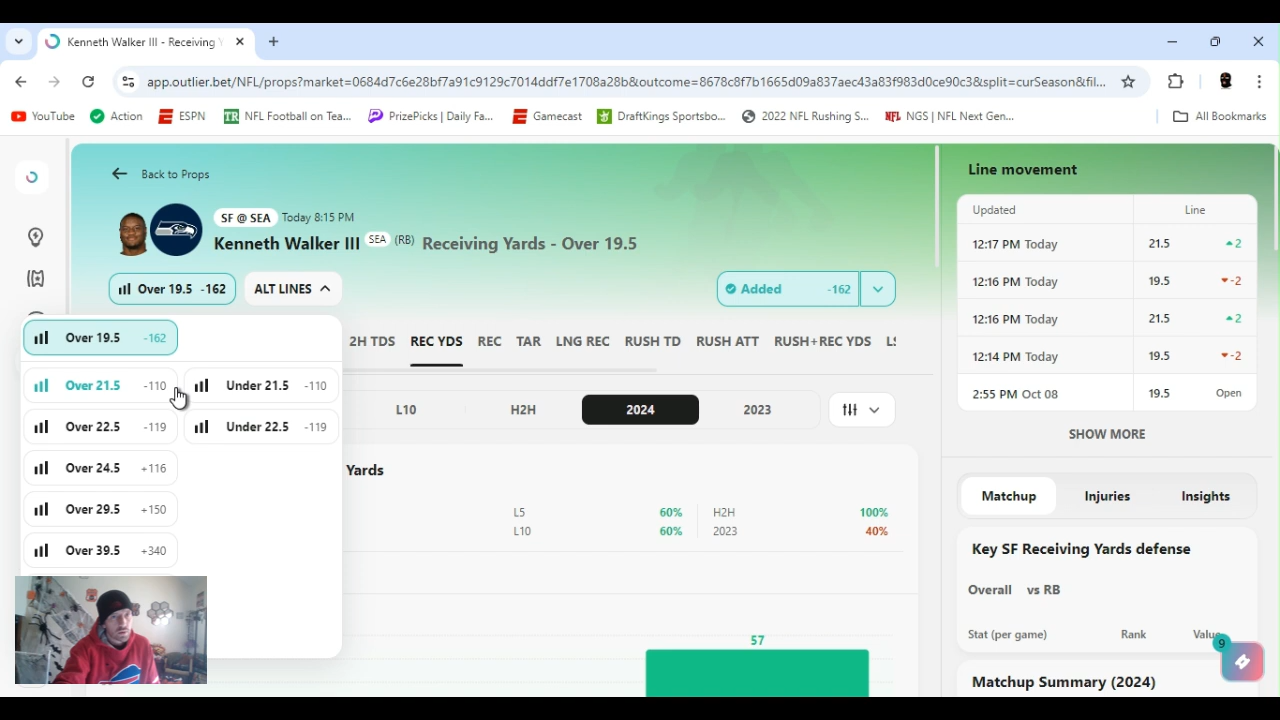 Kenneth Walker III - Receiving Y
app.outlier.bet/NFL/props?market=0684d7c6e28bf7a91c9129c7014ddf7e1708a28b&outcome=8678c8f7b1665d09a837aec43a83f983d0ce90c3&split=curSeason&fil...
YouTube
Action
ESPN
NFL Football on Tea...
PrizePicks | Daily Fa...
Gamecast
DraftKings Sportsbo...
2022 NFL Rushing S...
NFL NGS | NFL Next Gen...
All Bookmarks
Back to Props
SF @ SEA Today 8:15 PM
Kenneth Walker III SEA (RB) Receiving Yards - Over 19.5
Over 19.5 -162
ALT LINES
Added -162
Over 19.5 -162
Over 21.5 -110
Under 21.5 -110
Over 22.5 -119
Under 22.5 -119
Over 24.5 +116
Over 29.5 +150
Over 39.5 +340
2H TDS REC YDS REC TAR LNG REC RUSH TD RUSH ATT RUSH+REC YDS
L10 H2H 2024 2023
Yards
L5 60% H2H 100%
L10 60% 2023 40%
57
Line movement
Updated Line
12:17 PM Today 21.5 2
12:16 PM Today 19.5 -2
12:16 PM Today 21.5 2
12:14 PM Today 19.5 -2
2:55 PM Oct 08 19.5 Open
SHOW MORE
Matchup Injuries Insights
Key SF Receiving Yards defense
Overall vs RB
Stat (per game) Rank Value
9
Matchup Summary (2024)